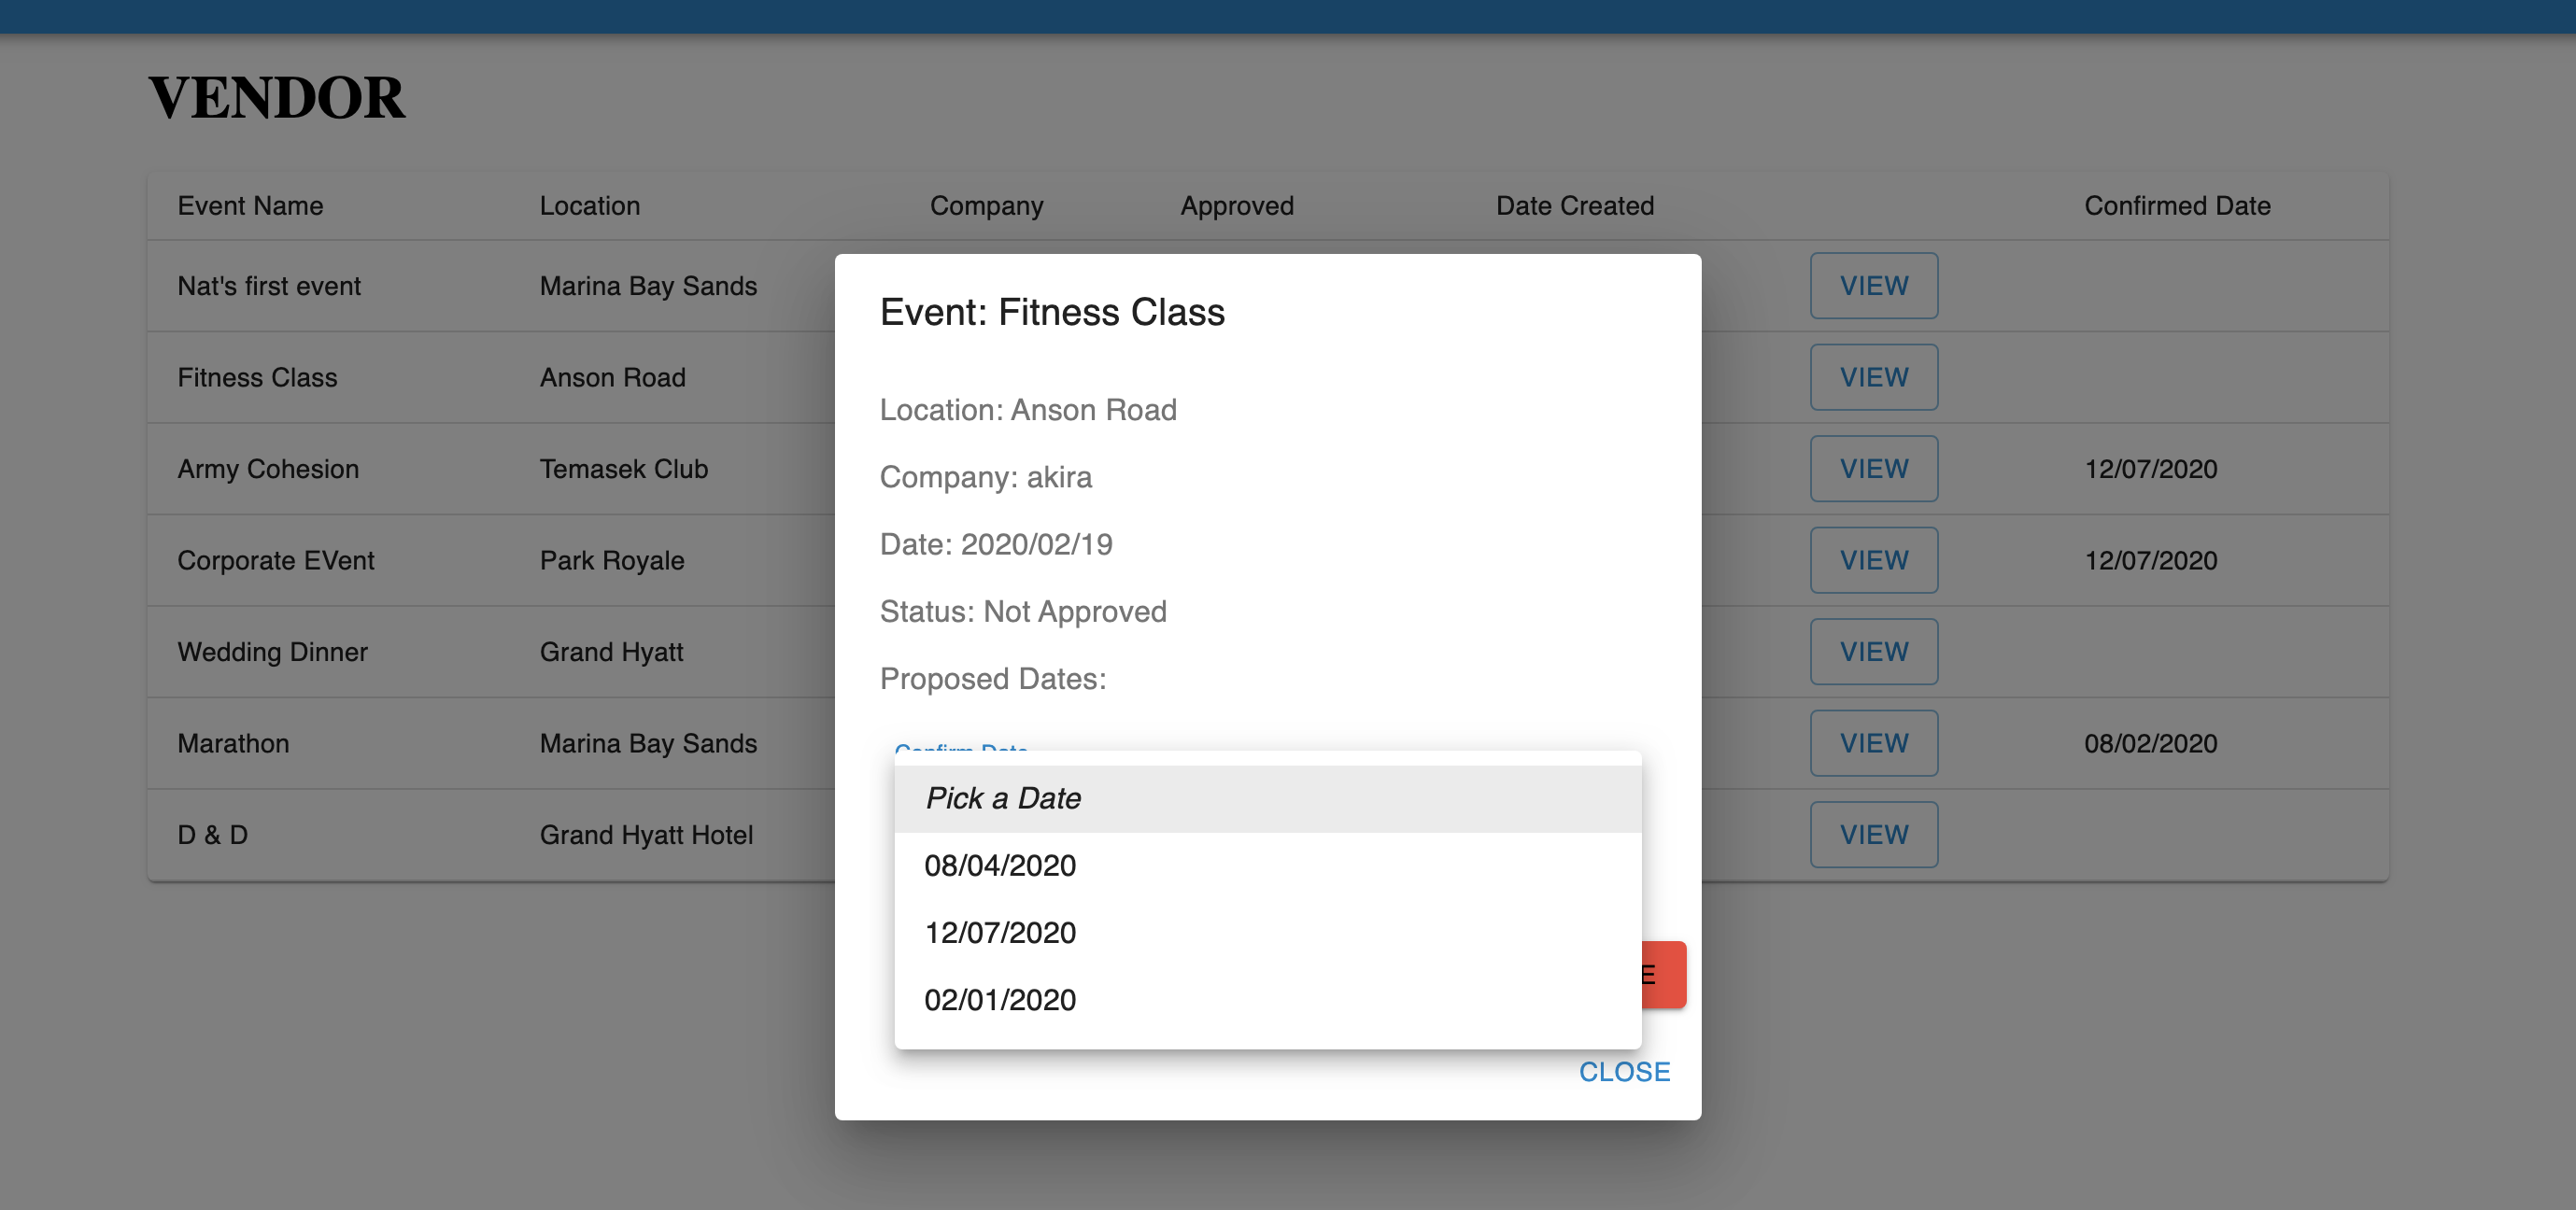 VENDOR
Event Name Location Company Approved Date Created Confirmed Date
Nat's first event Marina Bay Sands VIEW
Fitness Class Anson Road VIEW
Army Cohesion Temasek Club VIEW 12/07/2020
Corporate EVent Park Royale VIEW 12/07/2020
Wedding Dinner Grand Hyatt VIEW
Marathon Marina Bay Sands VIEW 08/02/2020
D & D Grand Hyatt Hotel VIEW
Event: Fitness Class
Location: Anson Road
Company: akira
Date: 2020/02/19
Status: Not Approved
Proposed Dates:
Confirm Date
Pick a Date
08/04/2020
12/07/2020
02/01/2020
E
CLOSE